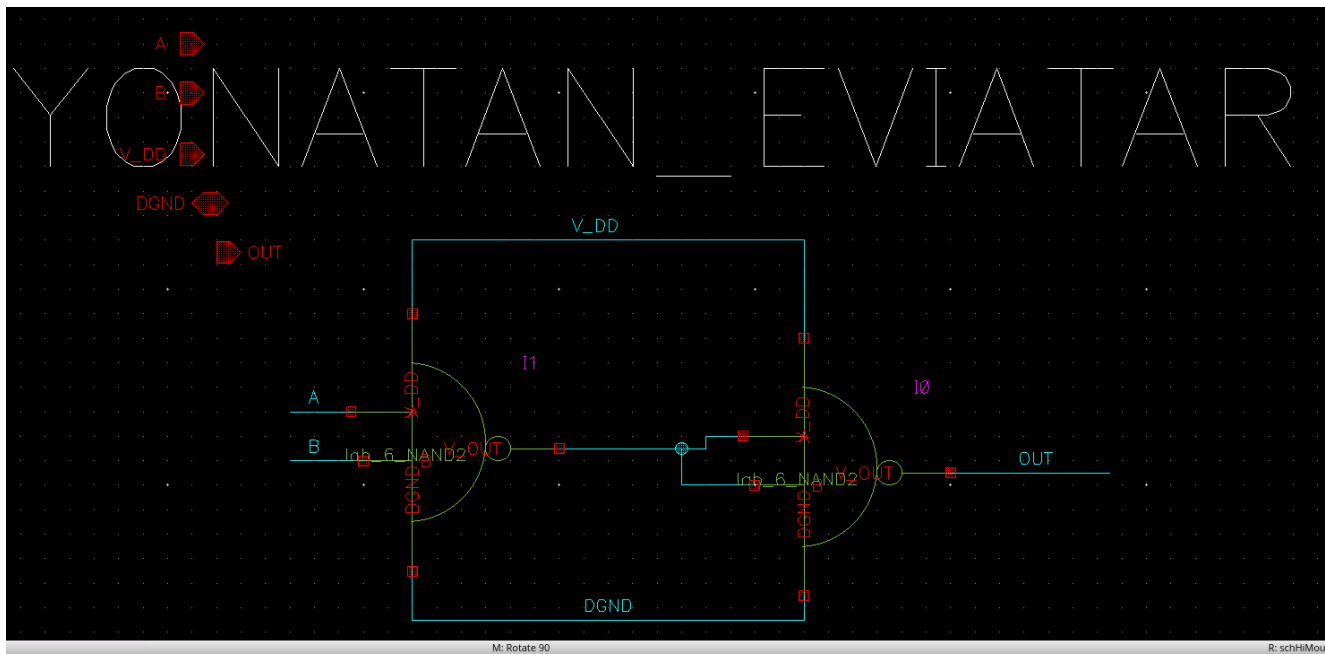 A
YONATAN_EVIATAR
B
V_DD
DGND
V_DD
OUT
I1
I0
A
V_DD
V_DD
A
A
B
lab_6_NAND2
B
V_OUT
OUT
lab_6_NAND2
B
V_OUT
DGND
DGND
DGND
M: Rotate 90
R: schHiMou